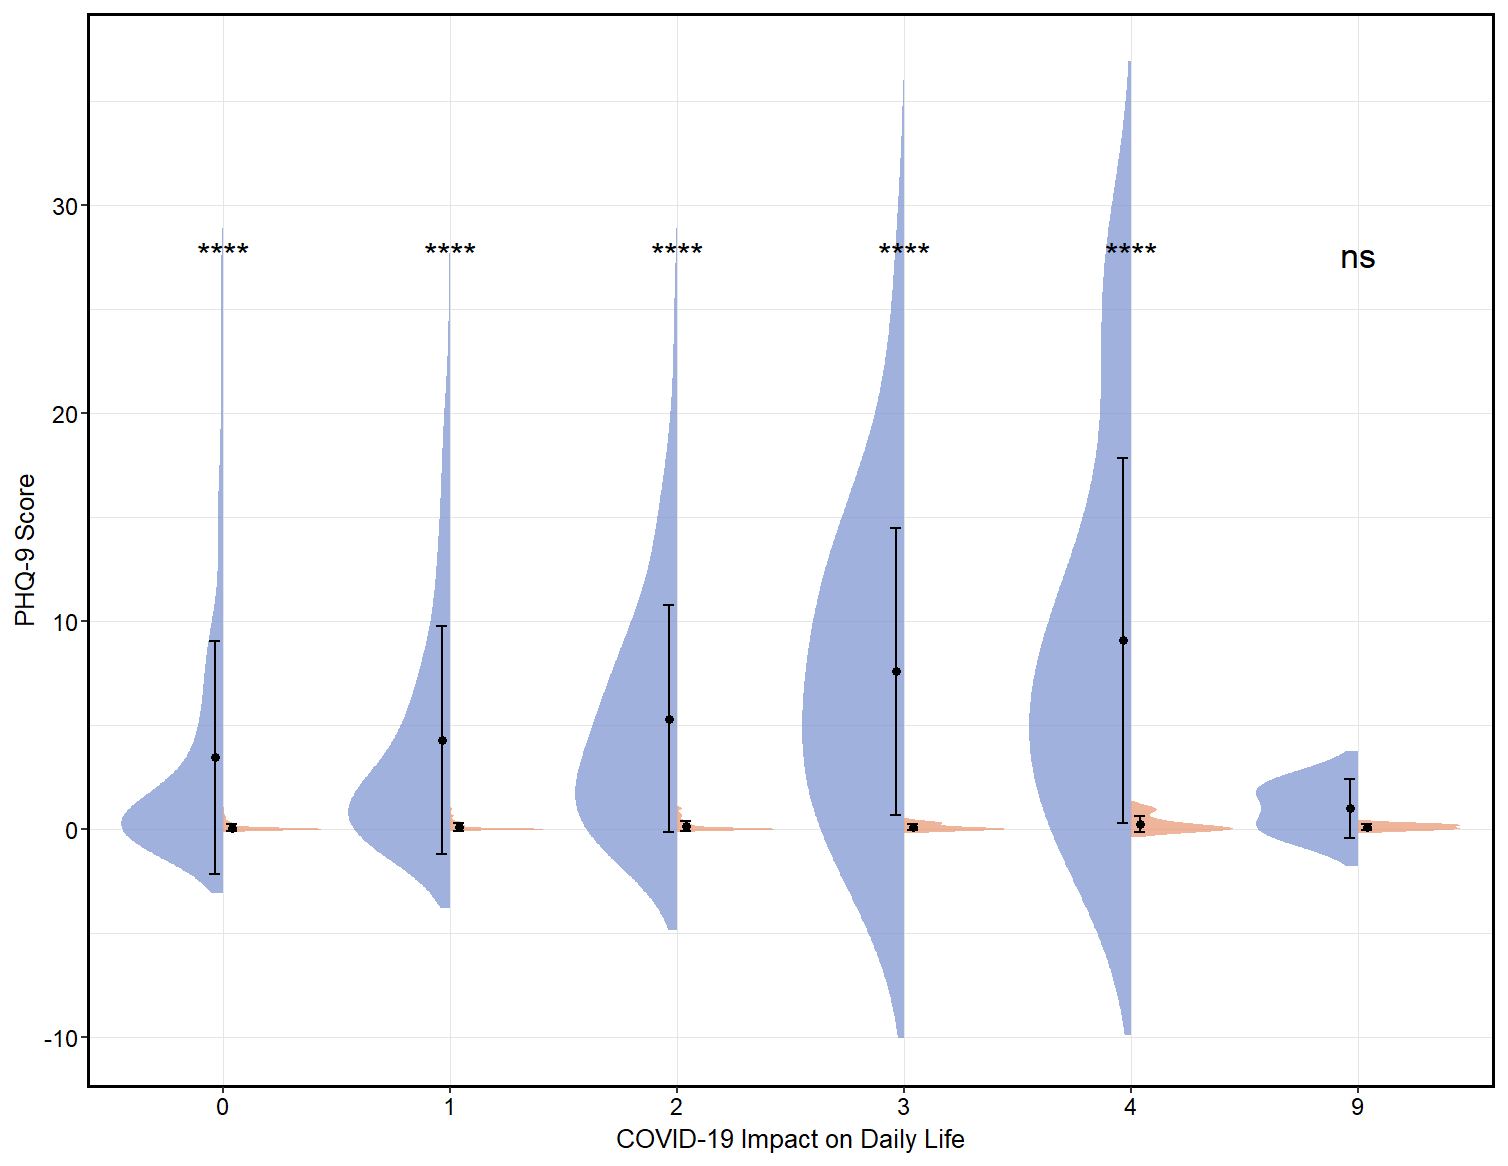 30
20
10
0
-10
PHQ-9 Score
**** **** **** **** **** ns
0 1 2 3 4 9
COVID-19 Impact on Daily Life